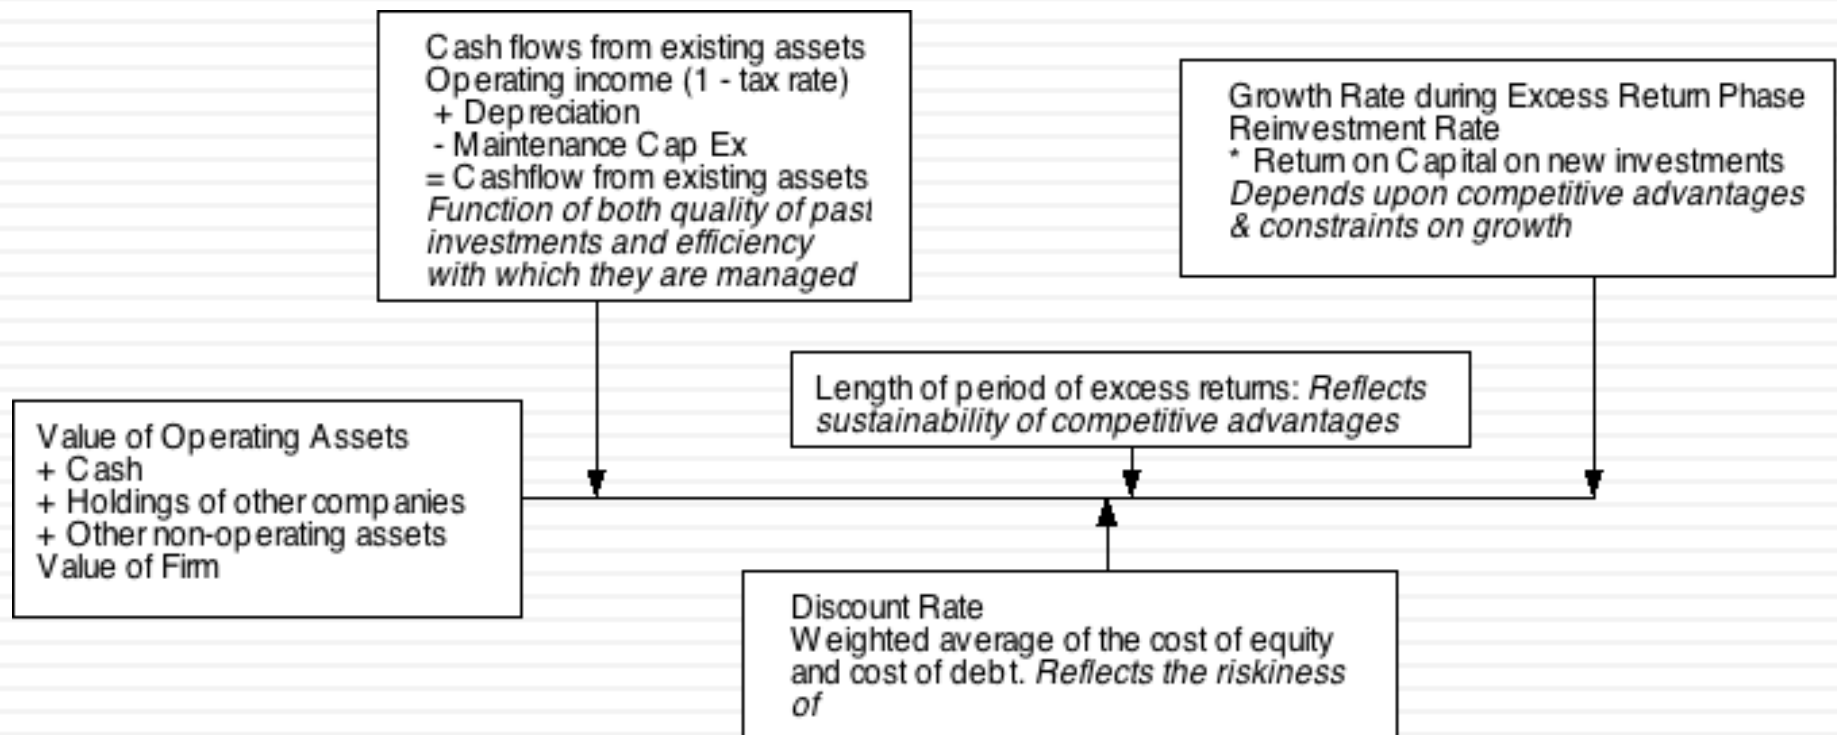 Cash flows from existing assets
Operating income (1 - tax rate)
+ Depreciation
- Maintenance Cap Ex
= Cashflow from existing assets
Function of both quality of past
investments and efficiency
with which they are managed
Growth Rate during Excess Return Phase
Reinvestment Rate
* Return on Capital on new investments
Depends upon competitive advantages
& constraints on growth
Length of period of excess returns: Reflects
sustainability of competitive advantages
Value of Operating Assets
+ Cash
+ Holdings of other companies
+ Other non-operating assets
Value of Firm
Discount Rate
Weighted average of the cost of equity
and cost of debt. Reflects the riskiness
of